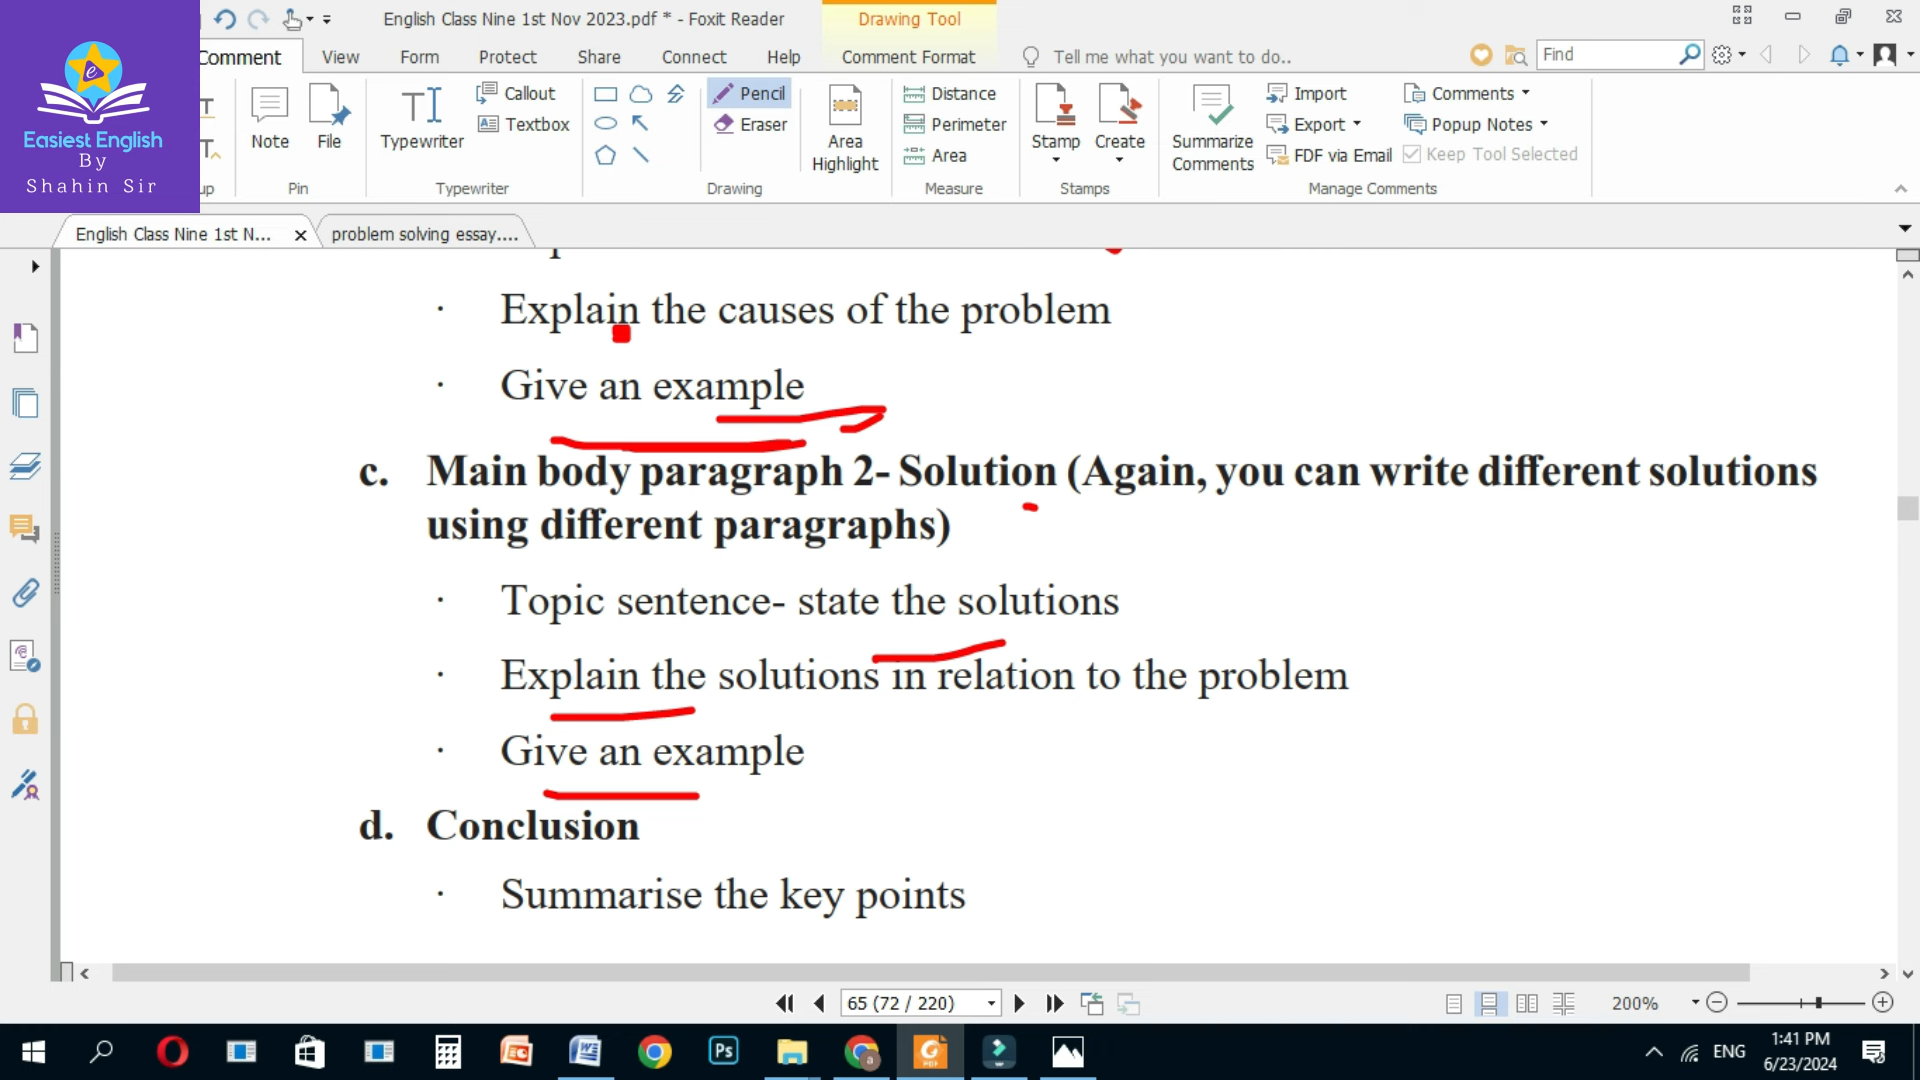 English Class Nine 1st Nov 2023.pdf * - Foxit Reader
Drawing Tool
Comment
View
Form
Protect
Share
Connect
Help
Comment Format
Tell me what you want to do..
Find
Easiest English
By
Shahin Sir
Note
File
Pin
Typewriter
Callout
Textbox
Typewriter
Pencil
Eraser
Area
Highlight
Drawing
Distance
Perimeter
Area
Measure
Stamp
Create
Stamps
Summarize
Comments
Import
Export
FDF via Email
Comments
Popup Notes
Keep Tool Selected
Manage Comments
English Class Nine 1st N...
problem solving essay....
· Explain the causes of the problem
· Give an example
c. Main body paragraph 2- Solution (Again, you can write different solutions
using different paragraphs)
· Topic sentence- state the solutions
· Explain the solutions in relation to the problem
· Give an example
d. Conclusion
· Summarise the key points
65 (72 / 220)
200%
Ps
ENG
1:41 PM
6/23/2024